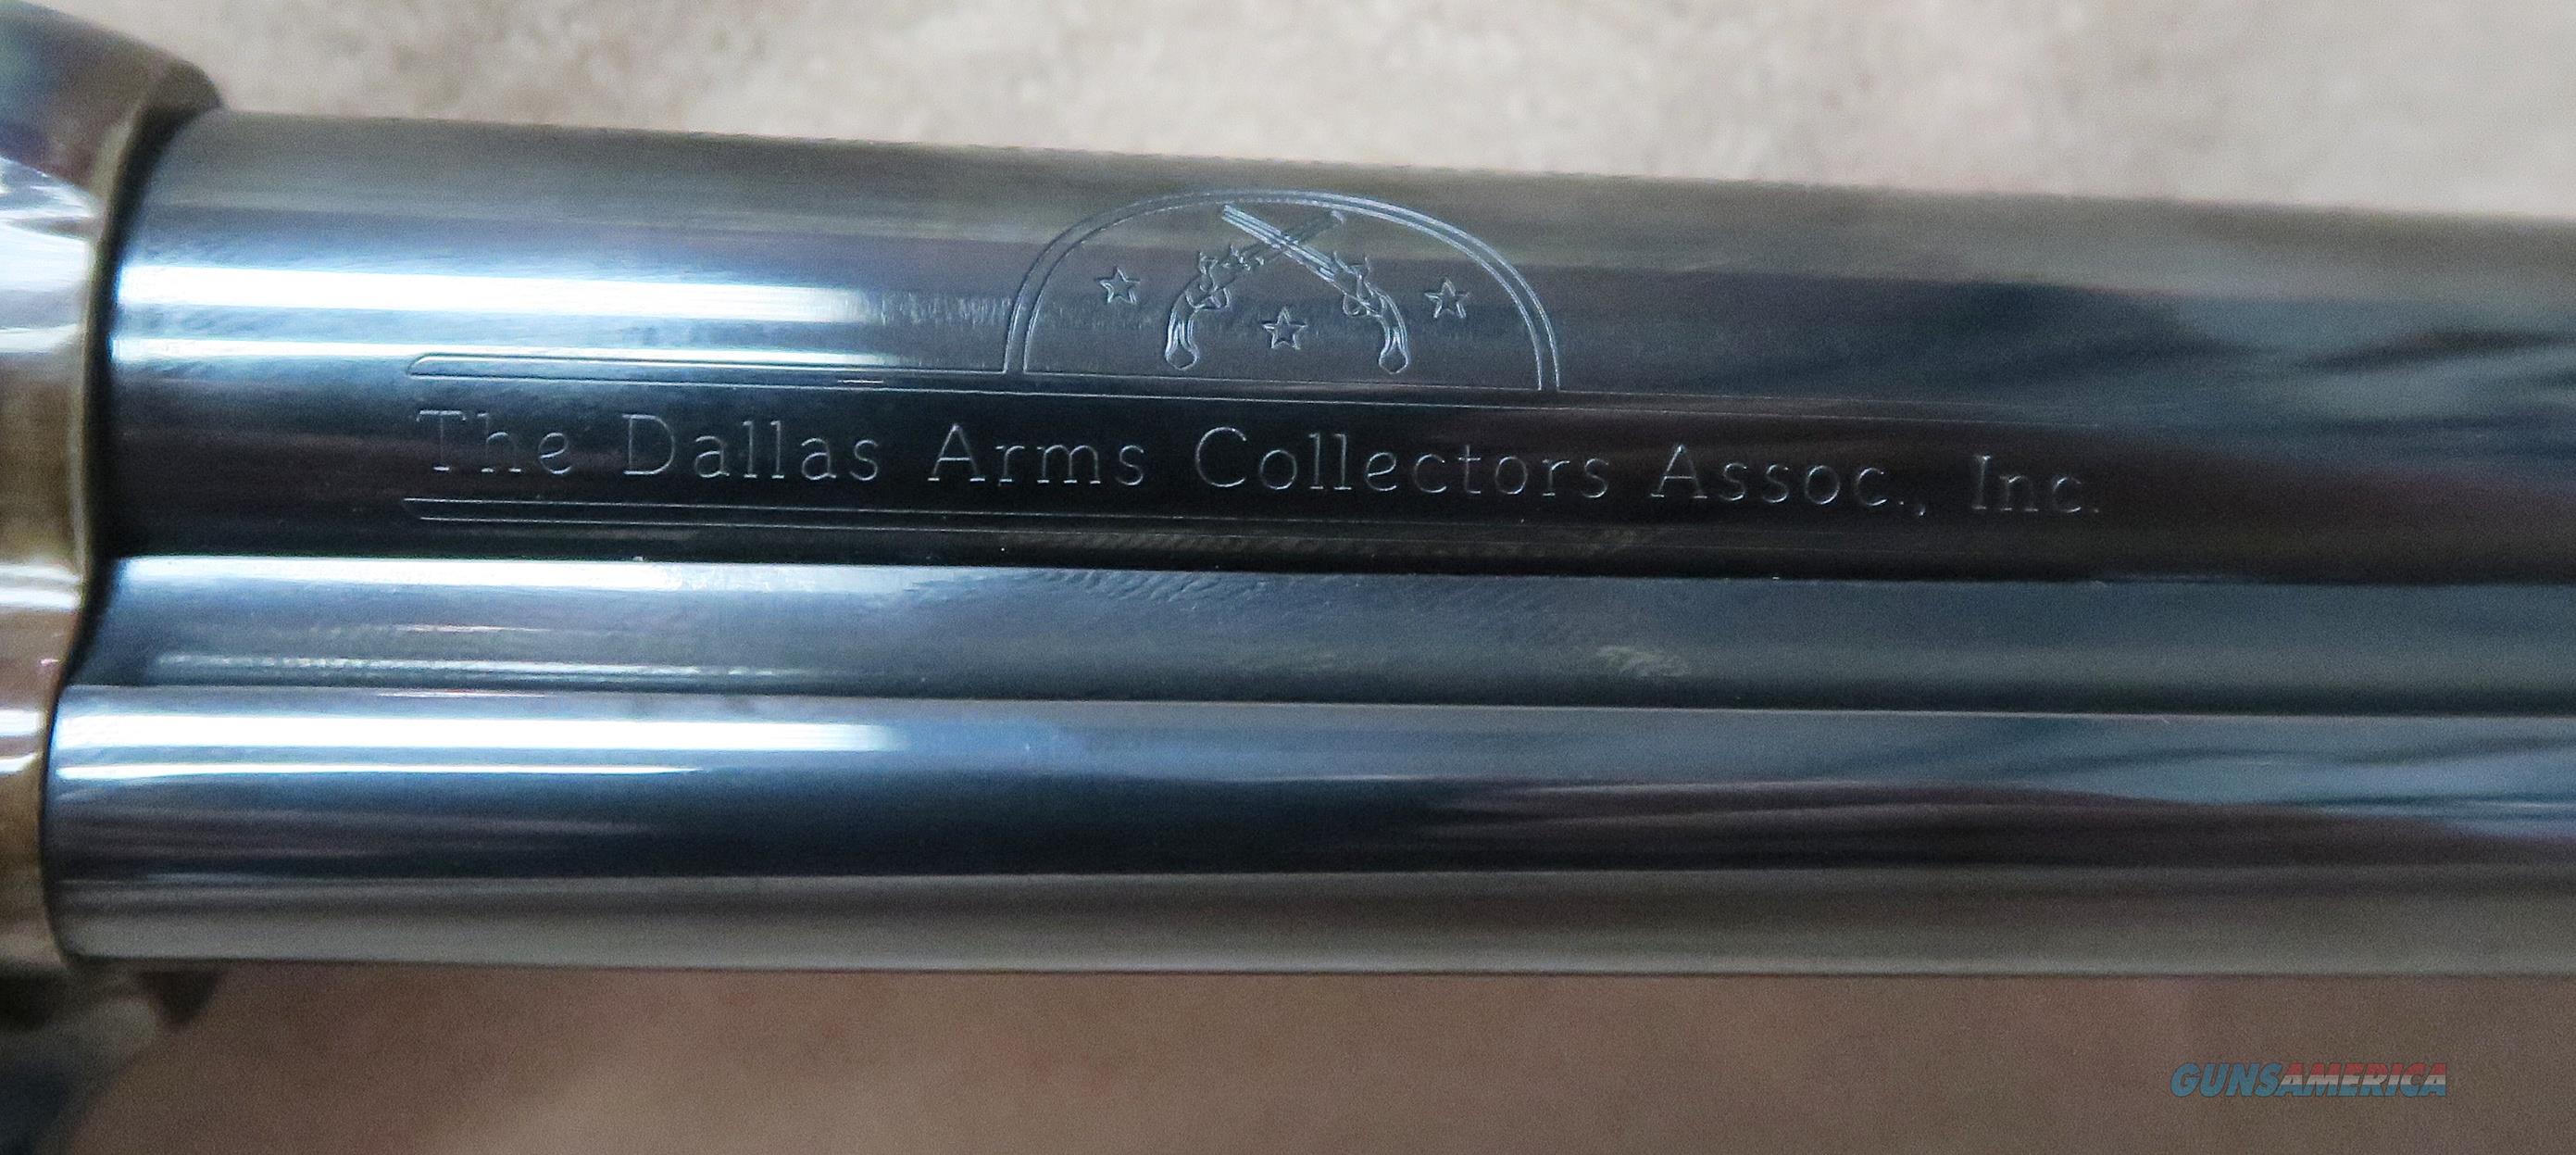 The Dallas Arms Collectors Assoc., Inc.
GUNSAMERICA